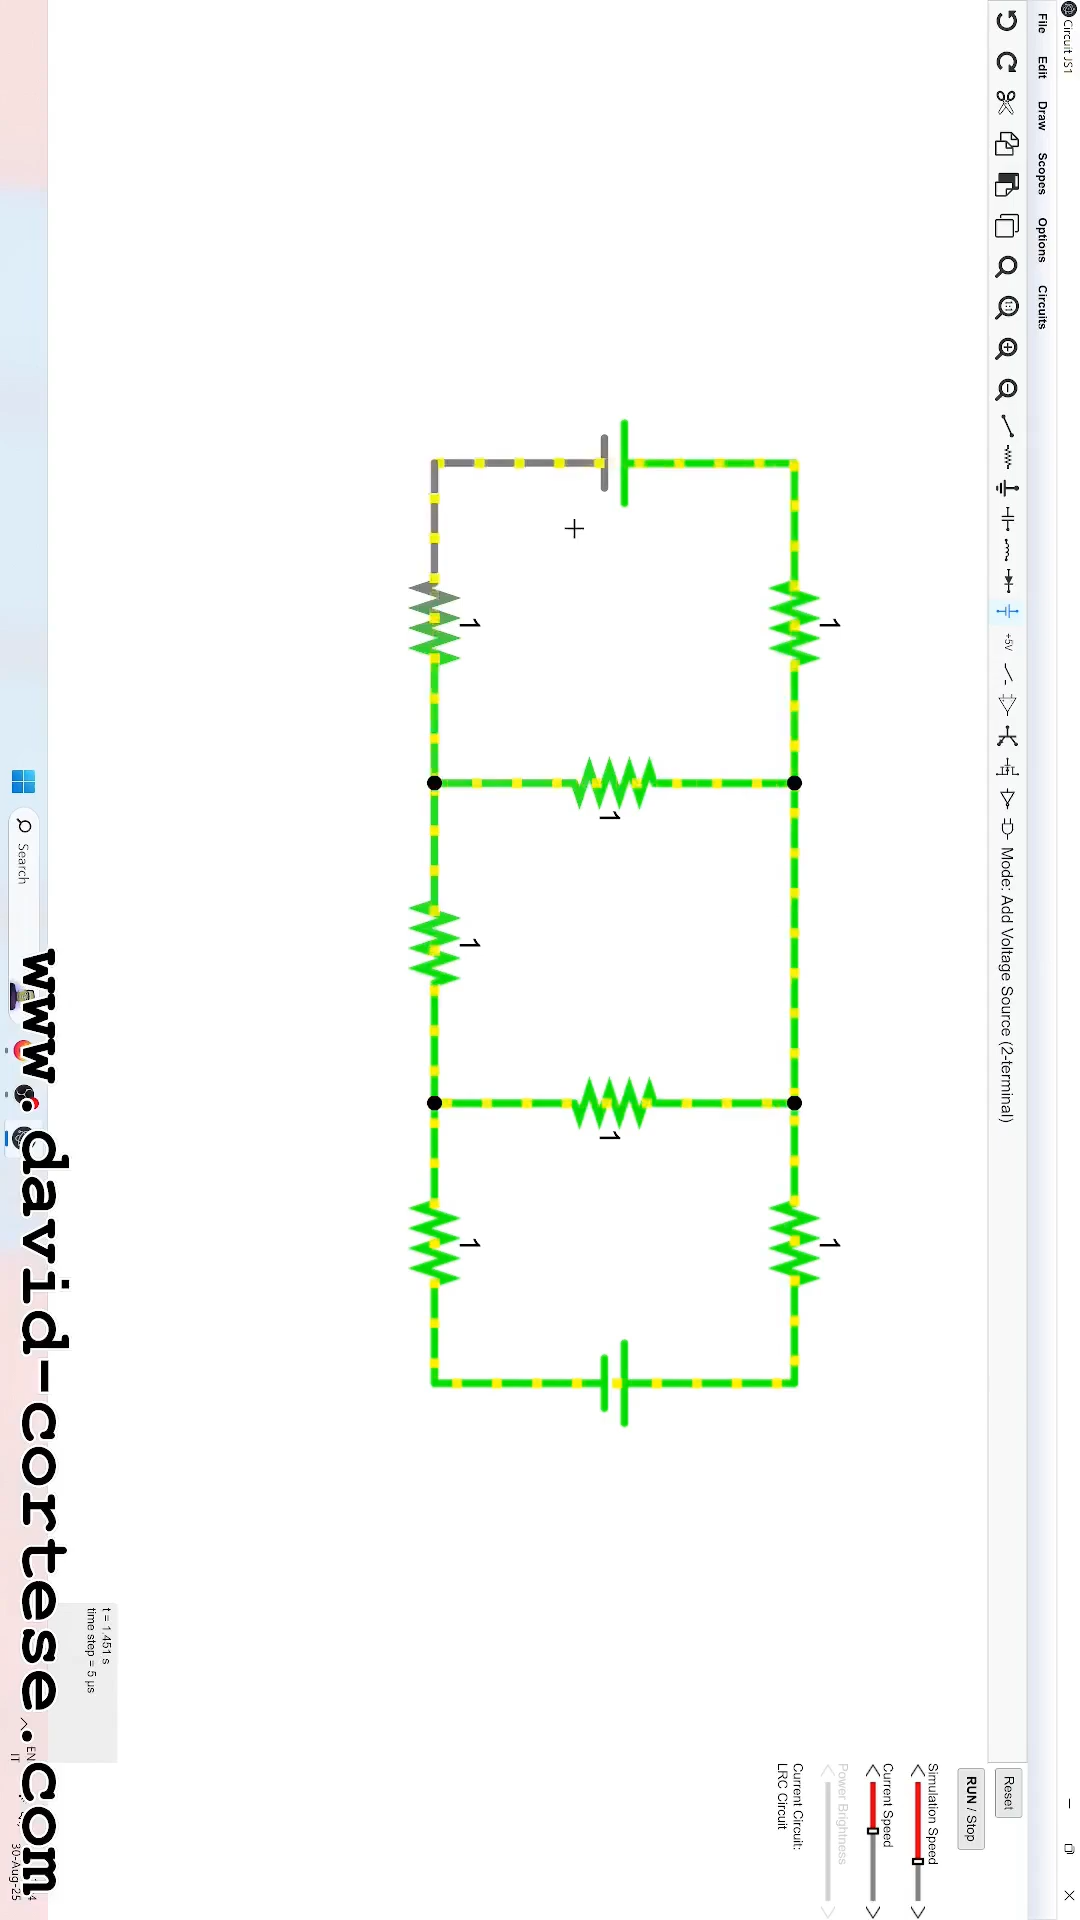 Circuit JS1
File Edit Draw Scopes Options Circuits
+5V
Mode: Add Voltage Source (2-terminal)
Reset
RUN / Stop
Simulation Speed
Current Speed
Power Brightness
Current Circuit:
LRC Circuit
1
1
1
1
1
1
1
t = 1.451 s
time step = 5 µs
Search
EN
IT
30-Aug-25
www.david-cortese.com